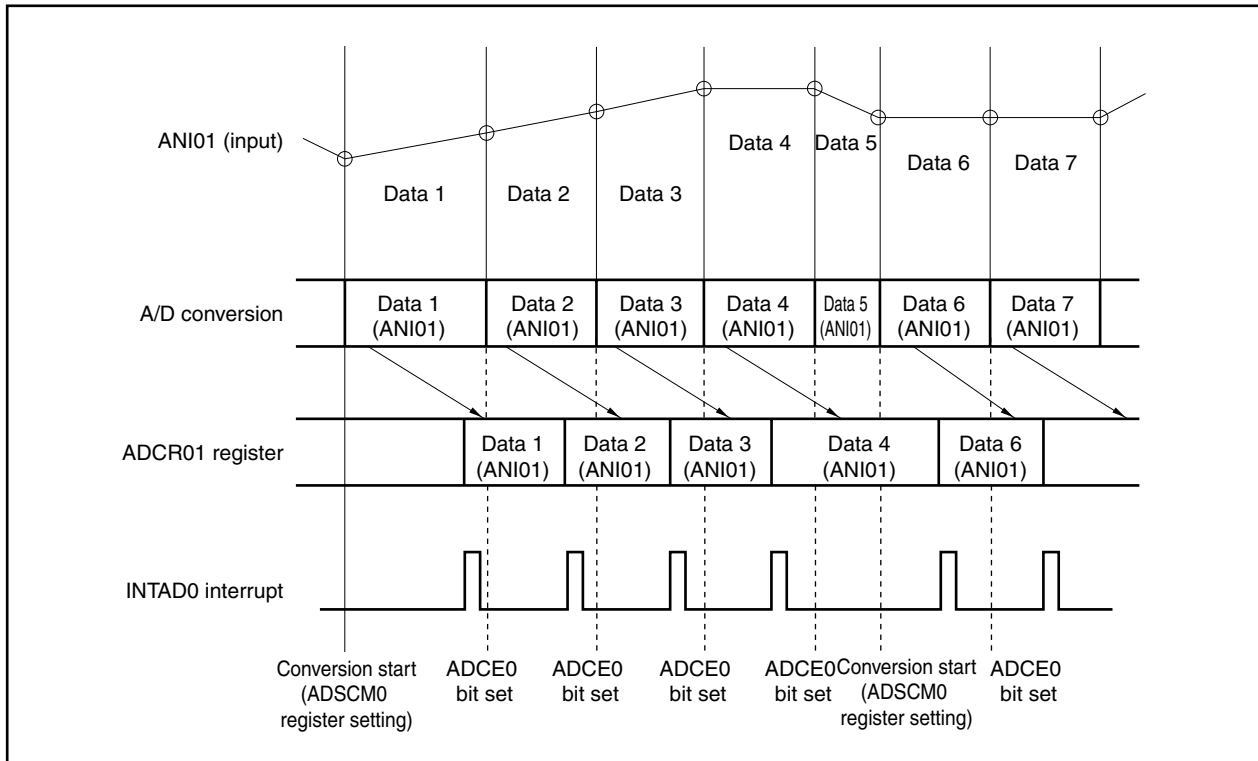 ANI01 (input)
Data 1
Data 2
Data 3
Data 4
Data 5
Data 6
Data 7
A/D conversion
Data 1
(ANI01)
Data 2
(ANI01)
Data 3
(ANI01)
Data 4
(ANI01)
Data 5
(ANI01)
Data 6
(ANI01)
Data 7
(ANI01)
ADCR01 register
Data 1
(ANI01)
Data 2
(ANI01)
Data 3
(ANI01)
Data 4
(ANI01)
Data 6
(ANI01)
INTAD0 interrupt
Conversion start
(ADSCM0
register setting)
ADCE0
bit set
ADCE0
bit set
ADCE0
bit set
ADCE0
bit set
Conversion start
(ADSCM0
register setting)
ADCE0
bit set